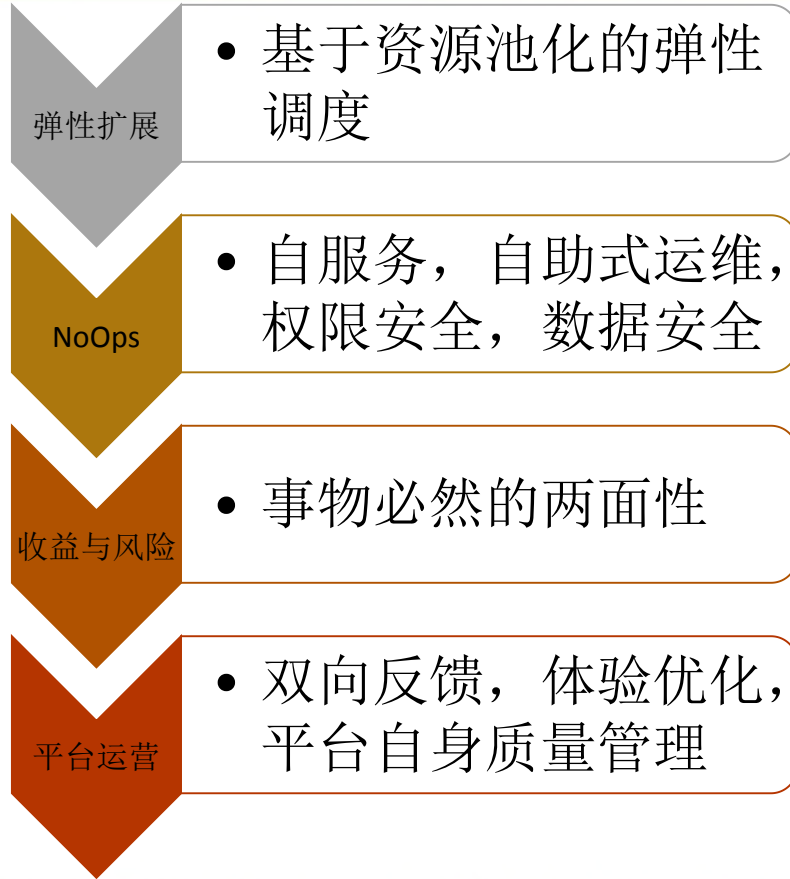 弹性扩展
• 基于资源池化的弹性
调度
NoOps
• 自服务，自助式运维，
权限安全，数据安全
收益与风险
• 事物必然的两面性
平台运营
• 双向反馈，体验优化，
平台自身质量管理